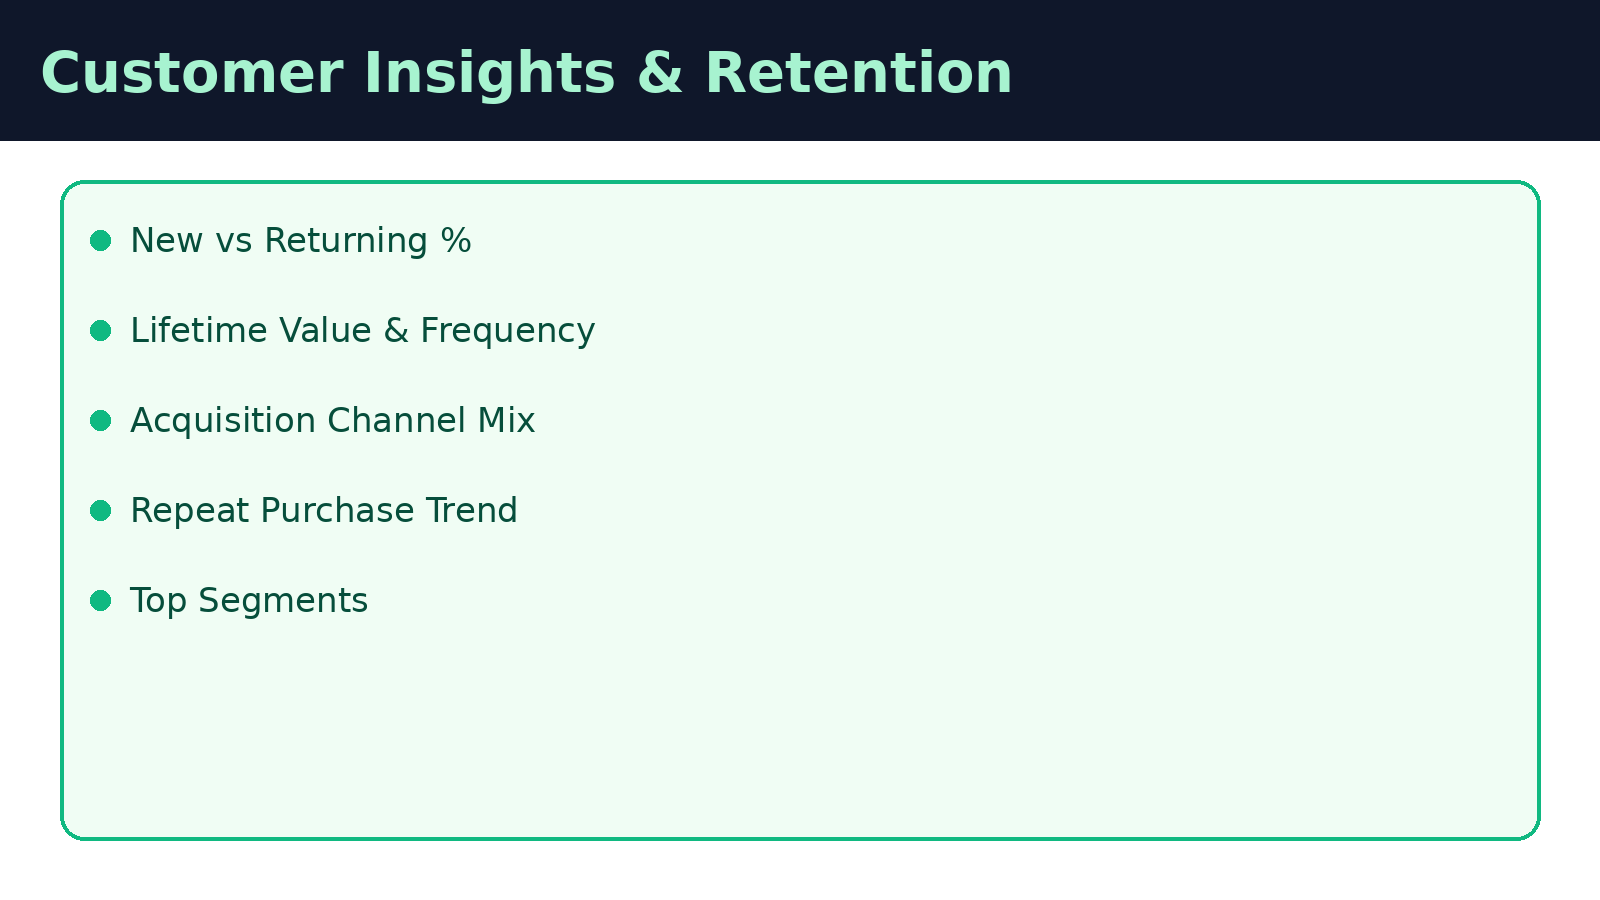 Customer Insights & Retention
New vs Returning %
Lifetime Value & Frequency
Acquisition Channel Mix
Repeat Purchase Trend
Top Segments